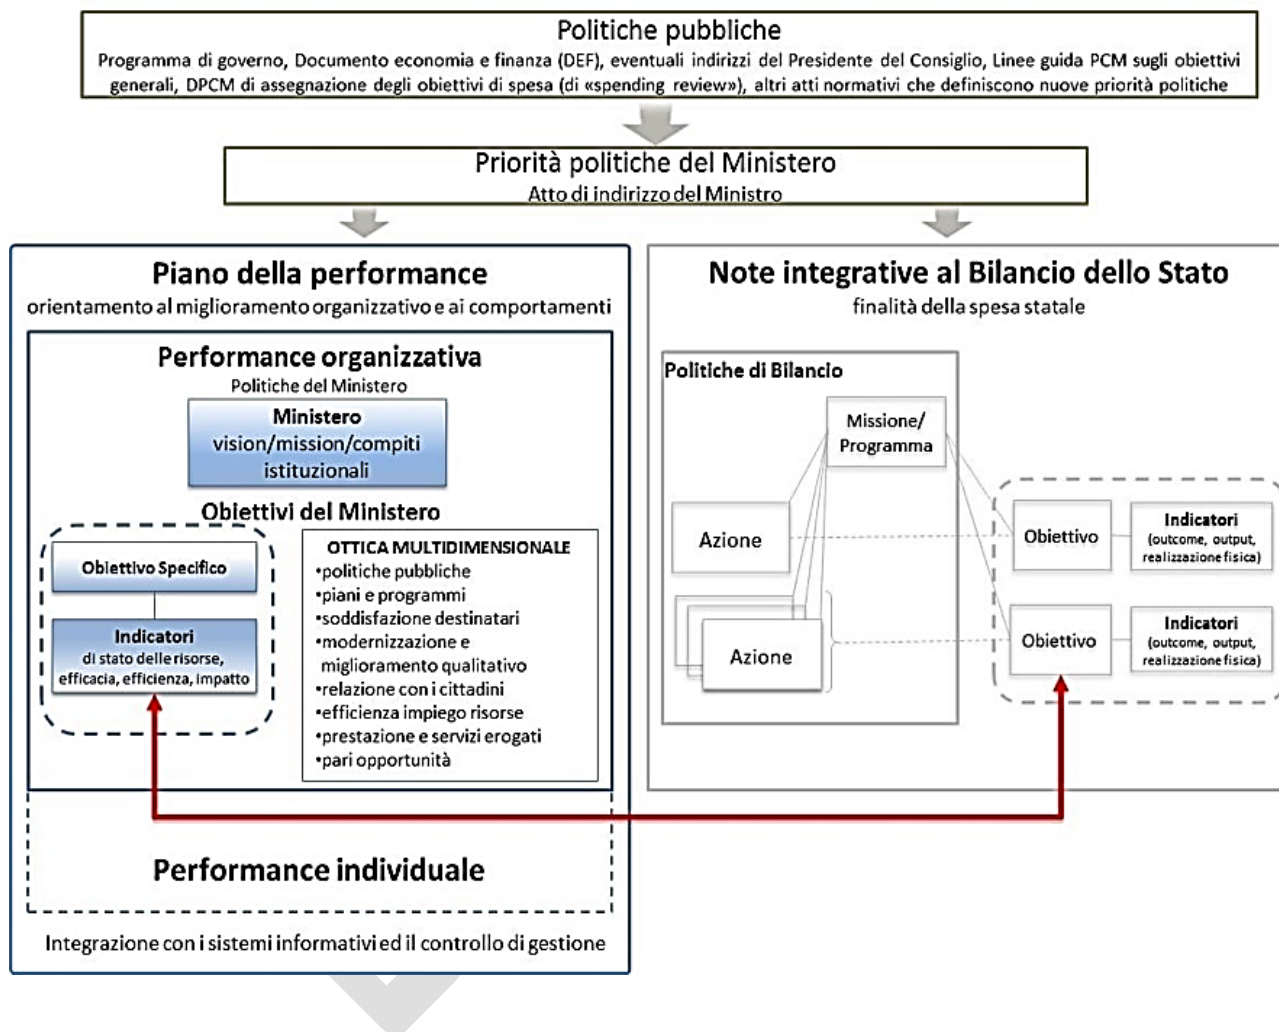 Politiche pubbliche
Programma di governo, Documento economia e finanza (DEF), eventuali indirizzi del Presidente del Consiglio, Linee guida PCM sugli obiettivi
generali, DPCM di assegnazione degli obiettivi di spesa (di «spending review»), altri atti normativi che definiscono nuove priorità politiche
Priorità politiche del Ministero
Atto di indirizzo del Ministro
Piano della performance
orientamento al miglioramento organizzativo e ai comportamenti
Performance organizzativa
Politiche del Ministero
Ministero
vision/mission/compiti
istituzionali
Obiettivi del Ministero
Obiettivo Specifico
Indicatori
di stato delle risorse,
efficacia, efficienza, impatto
OTTICA MULTIDIMENSIONALE
•politiche pubbliche
•piani e programmi
•soddisfazione destinatari
•modernizzazione e
miglioramento qualitativo
•relazione con i cittadini
•efficienza impiego risorse
•prestazione e servizi erogati
•pari opportunità
Performance individuale
Integrazione con i sistemi informativi ed il controllo di gestione
Note integrative al Bilancio dello Stato
finalità della spesa statale
Politiche di Bilancio
Missione/
Programma
Azione
Obiettivo
Indicatori
(outcome, output,
realizzazione fisica)
Azione
Obiettivo
Indicatori
(outcome, output,
realizzazione fisica)